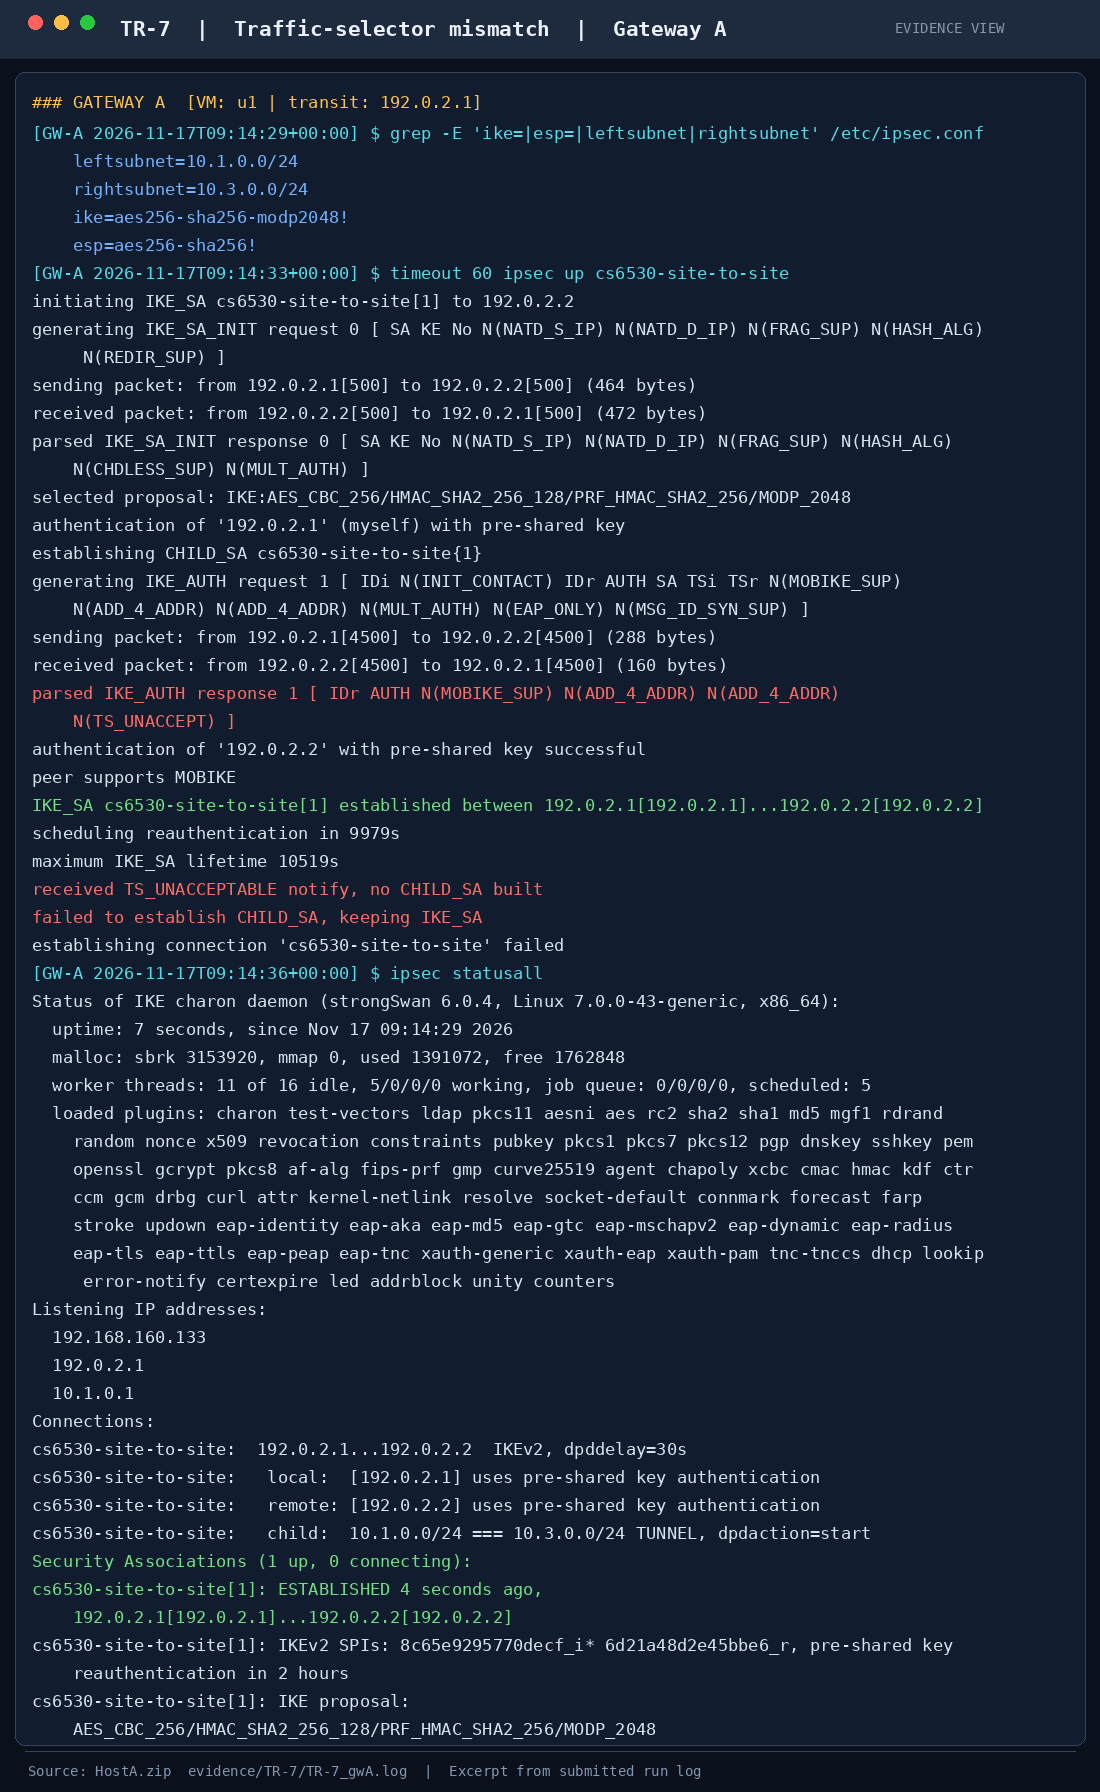 TR-7 | Traffic-selector mismatch | Gateway A
EVIDENCE VIEW
### GATEWAY A [VM: u1 | transit: 192.0.2.1]
[GW-A 2026-11-17T09:14:29+00:00] $ grep -E 'ike=|esp=|leftsubnet|rightsubnet' /etc/ipsec.conf
leftsubnet=10.1.0.0/24
rightsubnet=10.3.0.0/24
ike=aes256-sha256-modp2048!
esp=aes256-sha256!
[GW-A 2026-11-17T09:14:33+00:00] $ timeout 60 ipsec up cs6530-site-to-site
initiating IKE_SA cs6530-site-to-site[1] to 192.0.2.2
generating IKE_SA_INIT request 0 [ SA KE No N(NATD_S_IP) N(NATD_D_IP) N(FRAG_SUP) N(HASH_ALG)
N(REDIR_SUP) ]
sending packet: from 192.0.2.1[500] to 192.0.2.2[500] (464 bytes)
received packet: from 192.0.2.2[500] to 192.0.2.1[500] (472 bytes)
parsed IKE_SA_INIT response 0 [ SA KE No N(NATD_S_IP) N(NATD_D_IP) N(FRAG_SUP) N(HASH_ALG)
N(CHDLESS_SUP) N(MULT_AUTH) ]
selected proposal: IKE:AES_CBC_256/HMAC_SHA2_256_128/PRF_HMAC_SHA2_256/MODP_2048
authentication of '192.0.2.1' (myself) with pre-shared key
establishing CHILD_SA cs6530-site-to-site{1}
generating IKE_AUTH request 1 [ IDi N(INIT_CONTACT) IDr AUTH SA TSi TSr N(MOBIKE_SUP)
N(ADD_4_ADDR) N(ADD_4_ADDR) N(MULT_AUTH) N(EAP_ONLY) N(MSG_ID_SYN_SUP) ]
sending packet: from 192.0.2.1[4500] to 192.0.2.2[4500] (288 bytes)
received packet: from 192.0.2.2[4500] to 192.0.2.1[4500] (160 bytes)
parsed IKE_AUTH response 1 [ IDr AUTH N(MOBIKE_SUP) N(ADD_4_ADDR) N(ADD_4_ADDR)
N(TS_UNACCEPT) ]
authentication of '192.0.2.2' with pre-shared key successful
peer supports MOBIKE
IKE_SA cs6530-site-to-site[1] established between 192.0.2.1[192.0.2.1]...192.0.2.2[192.0.2.2]
scheduling reauthentication in 9979s
maximum IKE_SA lifetime 10519s
received TS_UNACCEPTABLE notify, no CHILD_SA built
failed to establish CHILD_SA, keeping IKE_SA
establishing connection 'cs6530-site-to-site' failed
[GW-A 2026-11-17T09:14:36+00:00] $ ipsec statusall
Status of IKE charon daemon (strongSwan 6.0.4, Linux 7.0.0-43-generic, x86_64):
uptime: 7 seconds, since Nov 17 09:14:29 2026
malloc: sbrk 3153920, mmap 0, used 1391072, free 1762848
worker threads: 11 of 16 idle, 5/0/0/0 working, job queue: 0/0/0/0, scheduled: 5
loaded plugins: charon test-vectors ldap pkcs11 aesni aes rc2 sha2 sha1 md5 mgf1 rdrand
random nonce x509 revocation constraints pubkey pkcs1 pkcs7 pkcs12 pgp dnskey sshkey pem
openssl gcrypt pkcs8 af-alg fips-prf gmp curve25519 agent chapoly xcbc cmac hmac kdf ctr
ccm gcm drbg curl attr kernel-netlink resolve socket-default connmark forecast farp
stroke updown eap-identity eap-aka eap-md5 eap-gtc eap-mschapv2 eap-dynamic eap-radius
eap-tls eap-ttls eap-peap eap-tnc xauth-generic xauth-eap xauth-pam tnc-tnccs dhcp lookip
error-notify certexpire led addrblock unity counters
Listening IP addresses:
192.168.160.133
192.0.2.1
10.1.0.1
Connections:
cs6530-site-to-site:  192.0.2.1...192.0.2.2  IKEv2, dpddelay=30s
cs6530-site-to-site:   local:  [192.0.2.1] uses pre-shared key authentication
cs6530-site-to-site:   remote: [192.0.2.2] uses pre-shared key authentication
cs6530-site-to-site:   child:  10.1.0.0/24 === 10.3.0.0/24 TUNNEL, dpdaction=start
Security Associations (1 up, 0 connecting):
cs6530-site-to-site[1]: ESTABLISHED 4 seconds ago,
192.0.2.1[192.0.2.1]...192.0.2.2[192.0.2.2]
cs6530-site-to-site[1]: IKEv2 SPIs: 8c65e9295770decf_i* 6d21a48d2e45bbe6_r, pre-shared key
reauthentication in 2 hours
cs6530-site-to-site[1]: IKE proposal:
AES_CBC_256/HMAC_SHA2_256_128/PRF_HMAC_SHA2_256/MODP_2048
Source: HostA.zip  evidence/TR-7/TR-7_gwA.log  |  Excerpt from submitted run log